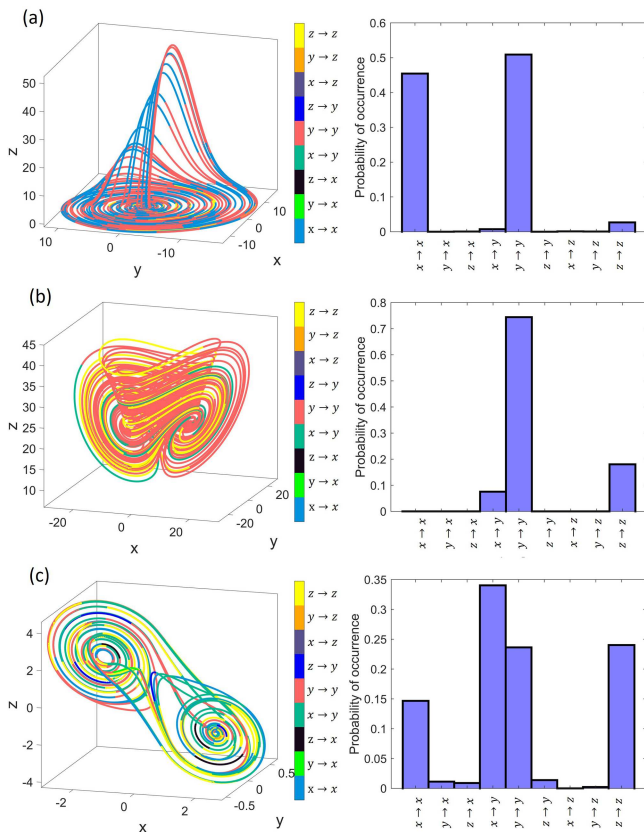 (a)
z
50
40
30
20
10
0
10
0
-10
y
10
0
-10
x
z → z
y → z
x → z
z → y
y → y
x → y
z → x
y → x
x → x
Probability of occurrence
0.6
0.5
0.4
0.3
0.2
0.1
0
x → x
y → x
z → x
x → y
y → y
z → y
x → z
y → z
z → z
(b)
z
45
40
35
30
25
20
15
10
-20
0
20
x
20
0
-20
y
z → z
y → z
x → z
z → y
y → y
x → y
z → x
y → x
x → x
Probability of occurrence
0.8
0.7
0.6
0.5
0.4
0.3
0.2
0.1
0
x → x
y → x
z → x
x → y
y → y
z → y
x → z
y → z
z → z
(c)
z
4
2
0
-2
-4
-2
0
2
x
0.5
-0.5
y
z → z
y → z
x → z
z → y
y → y
x → y
z → x
y → x
x → x
Probability of occurrence
0.35
0.3
0.25
0.2
0.15
0.1
0.05
0
x → x
y → x
z → x
x → y
y → y
z → y
x → z
y → z
z → z